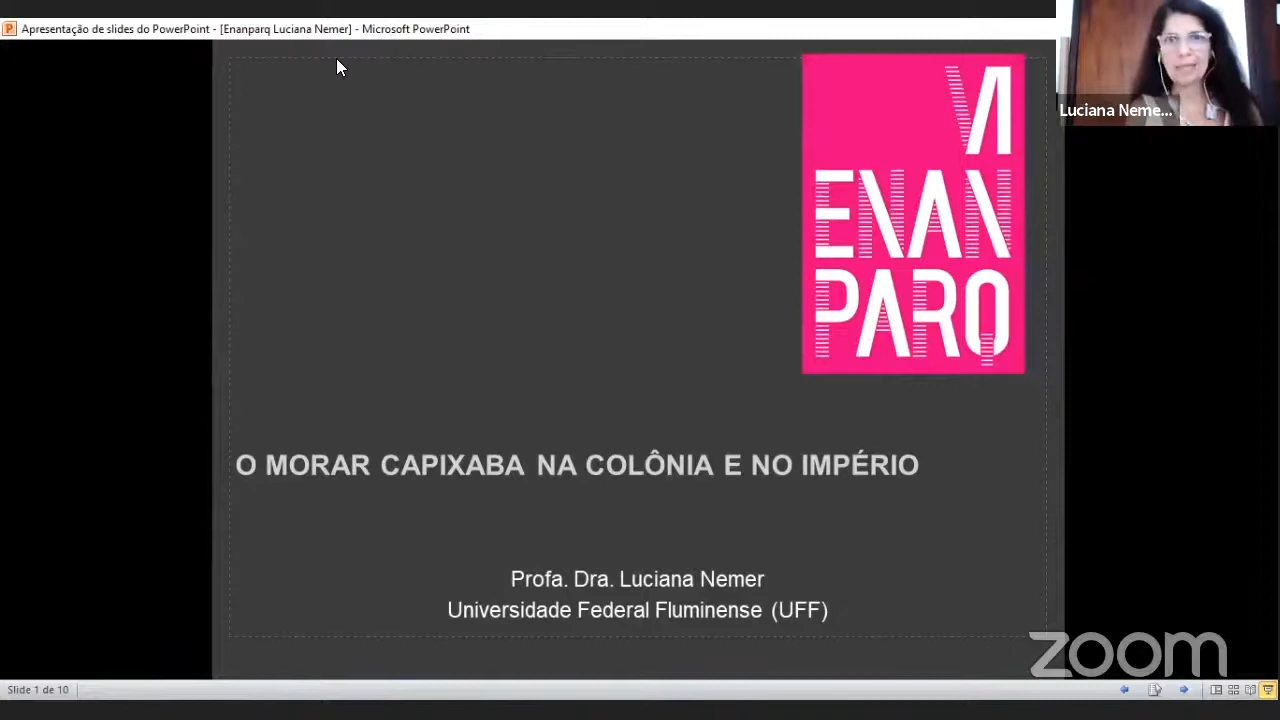 Apresentação de slides do PowerPoint - [Enanparq Luciana Nemer] - Microsoft PowerPoint
Luciana Neme...
VI
ENAN
PARQ
O MORAR CAPIXABA NA COLÔNIA E NO IMPÉRIO
Profa. Dra. Luciana Nemer
Universidade Federal Fluminense (UFF)
zoom
Slide 1 de 10